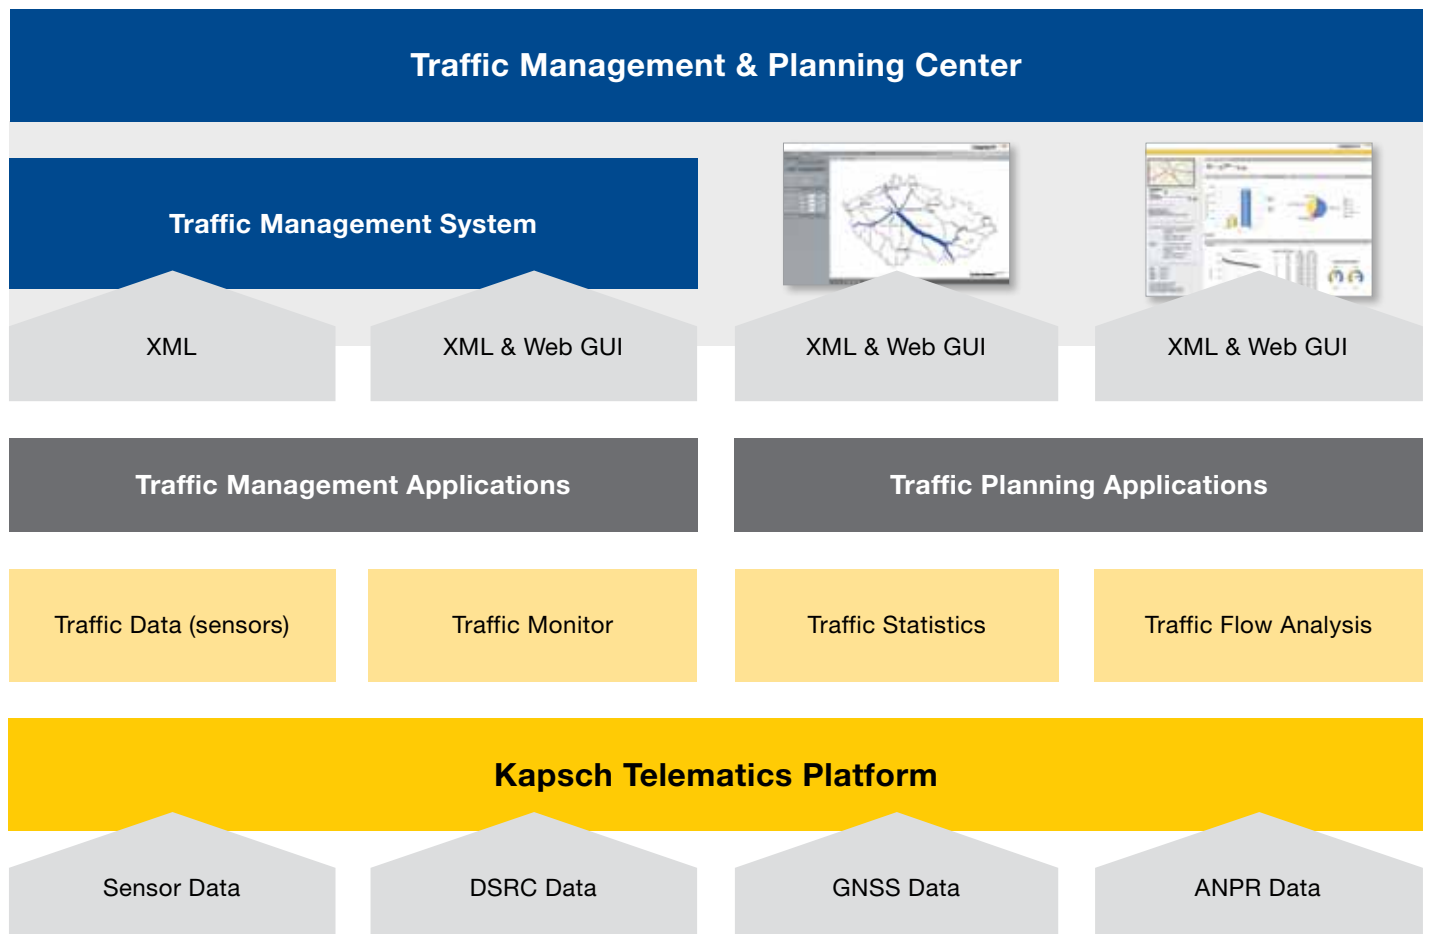 Traffic Management & Planning Center
Traffic Management System
XML
XML & Web GUI
XML & Web GUI
XML & Web GUI
Traffic Management Applications
Traffic Planning Applications
Traffic Data (sensors)
Traffic Monitor
Traffic Statistics
Traffic Flow Analysis
Kapsch Telematics Platform
Sensor Data
DSRC Data
GNSS Data
ANPR Data